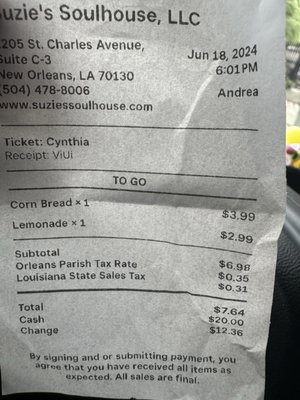 Suzie's Soulhouse, LLC
1205 St. Charles Avenue,
Suite C-3
New Orleans, LA 70130
(504) 478-8006
www.suziessoulhouse.com
Jun 18, 2024
6:01 PM
Andrea
Ticket: Cynthia
Receipt: ViUi
TO GO
Corn Bread × 1 $3.99
Lemonade × 1 $2.99
Subtotal $6.98
Orleans Parish Tax Rate $0.35
Louisiana State Sales Tax $0.31
Total $7.64
Cash $20.00
Change $12.36
By signing and or submitting payment, you
agree that you have received all items as
expected. All sales are final.